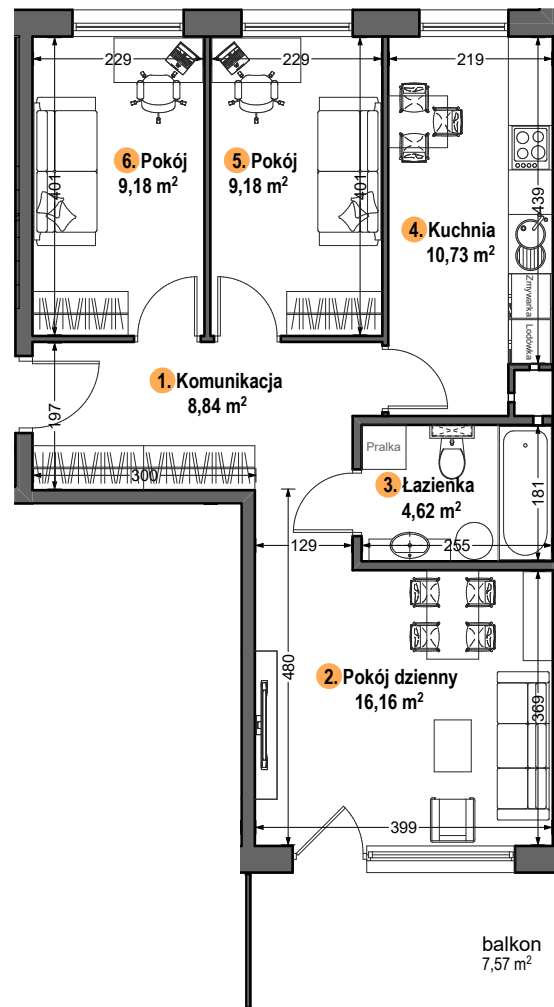 229
229
219
6. Pokój
9,18 m²
401
5. Pokój
9,18 m²
401
4. Kuchnia
10,73 m²
439
Zmywarka
Lodówka
1. Komunikacja
8,84 m²
197
300
Pralka
3. Łazienka
4,62 m²
181
129
255
480
2. Pokój dzienny
16,16 m²
369
399
balkon
7,57 m²